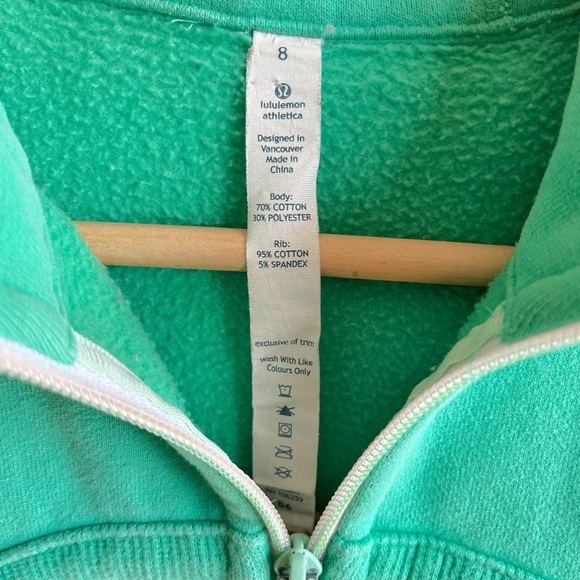 8
lululemon
athletica
Designed in
Vancouver
Made in
China
Body:
70% COTTON
30% POLYESTER
Rib:
95% COTTON
5% SPANDEX
exclusive of trim
wash With Like
Colours Only
106259